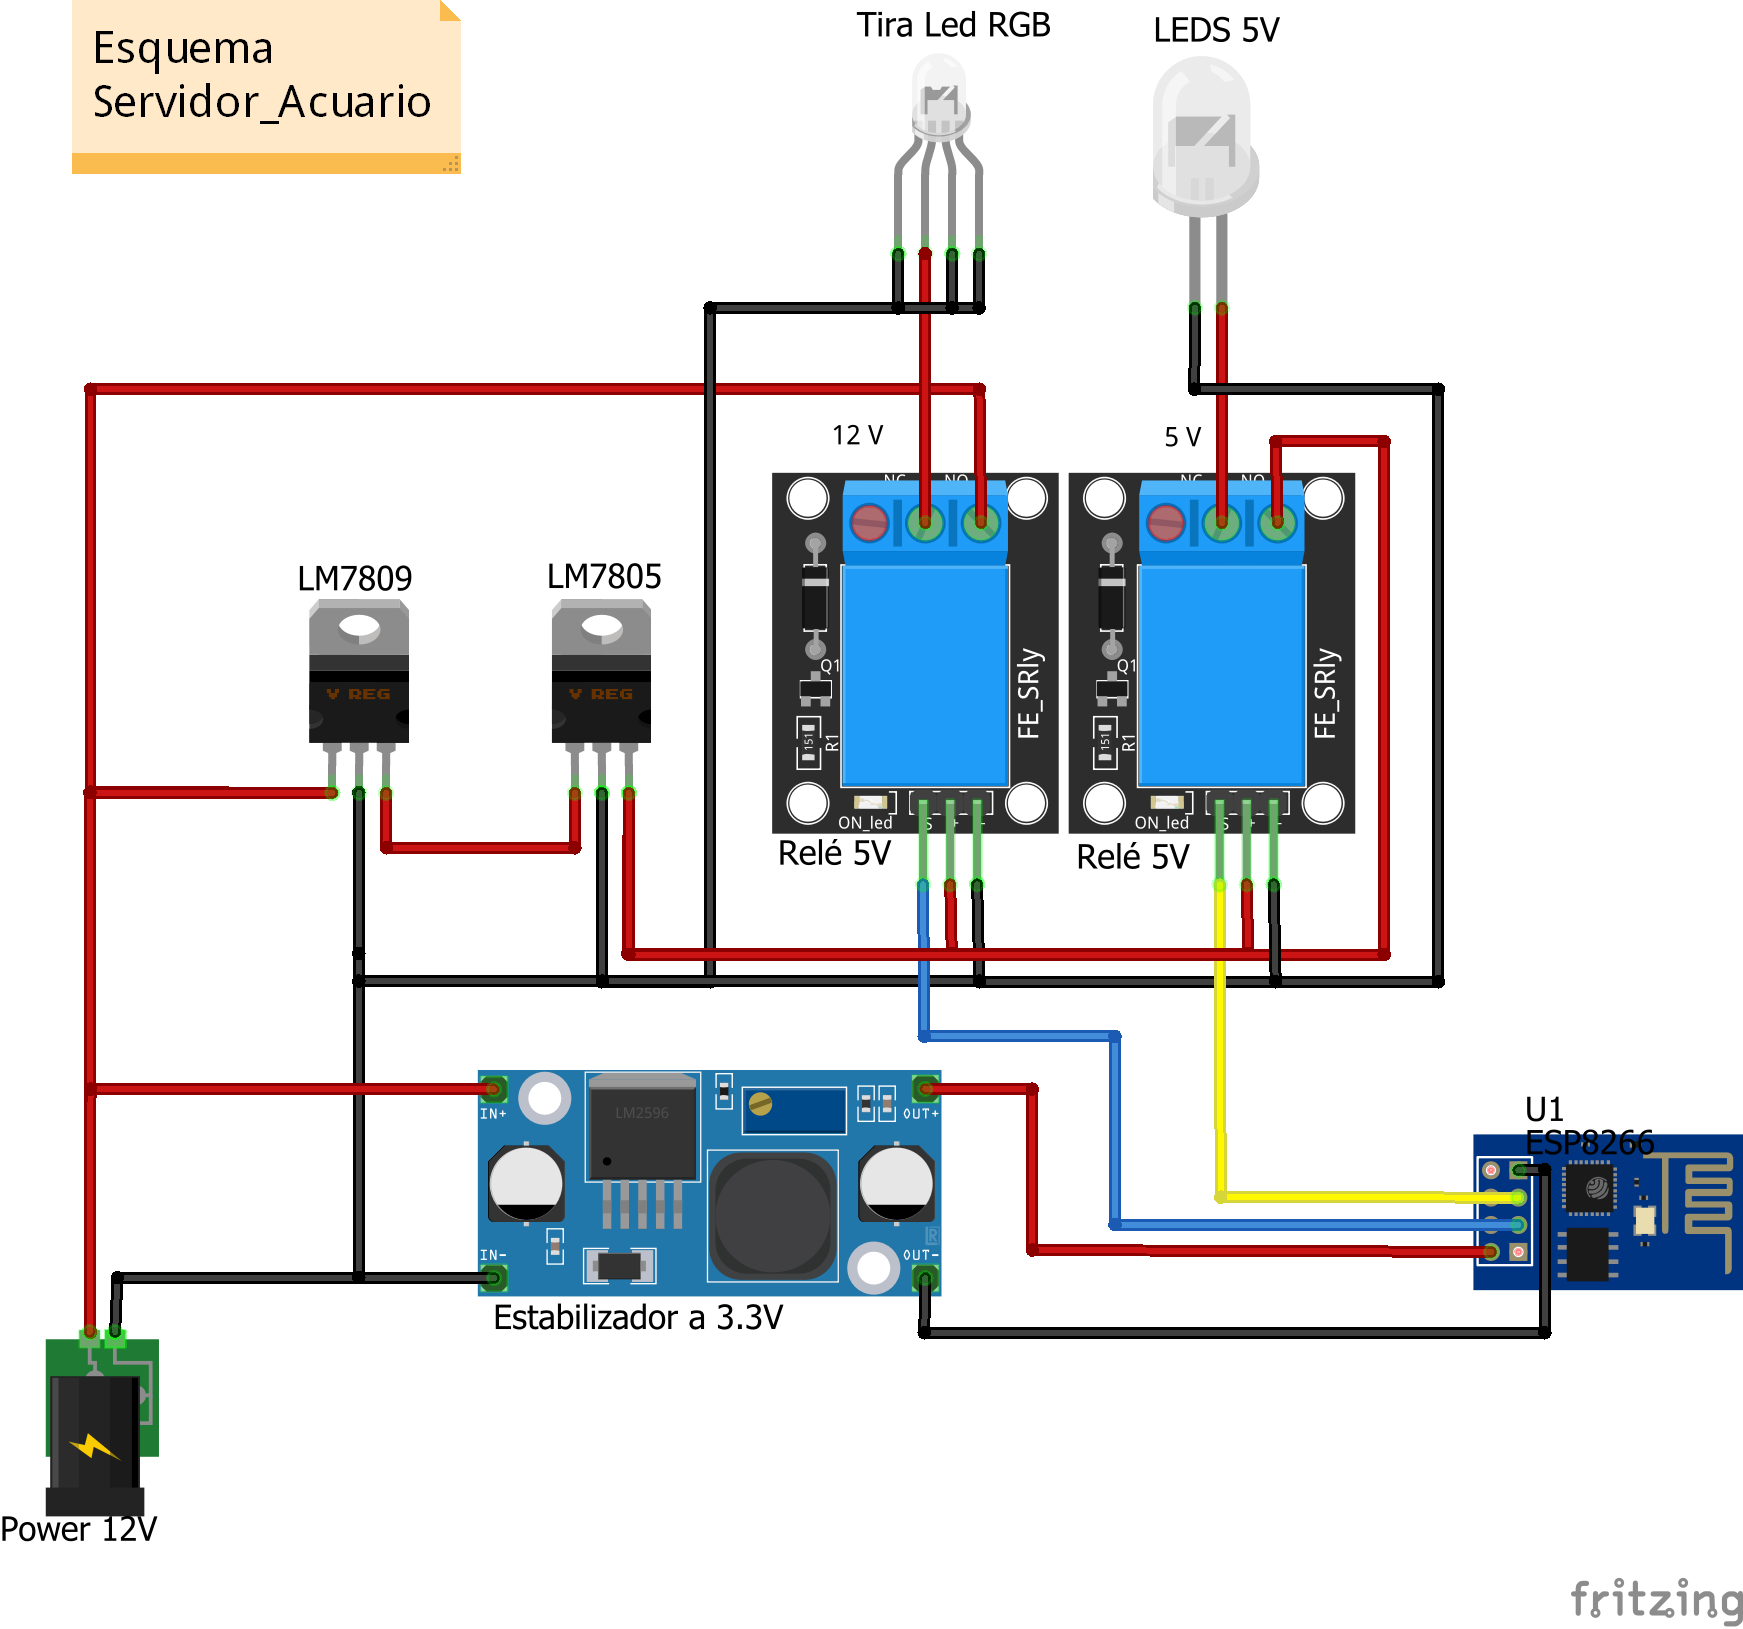 Esquema
Servidor_Acuario
Tira Led RGB
LEDS 5V
12 V
5 V
NC NO
NC NO
LM7809
LM7805
V REG
V REG
Q1
Q1
FE_SRly
FE_SRly
151
R1
151
R1
ON_led
S + -
ON_led
S + -
Relé 5V
Relé 5V
LM2596
IN+
OUT+
IN-
OUT-
Estabilizador a 3.3V
U1
ESP8266
Power 12V
fritzing